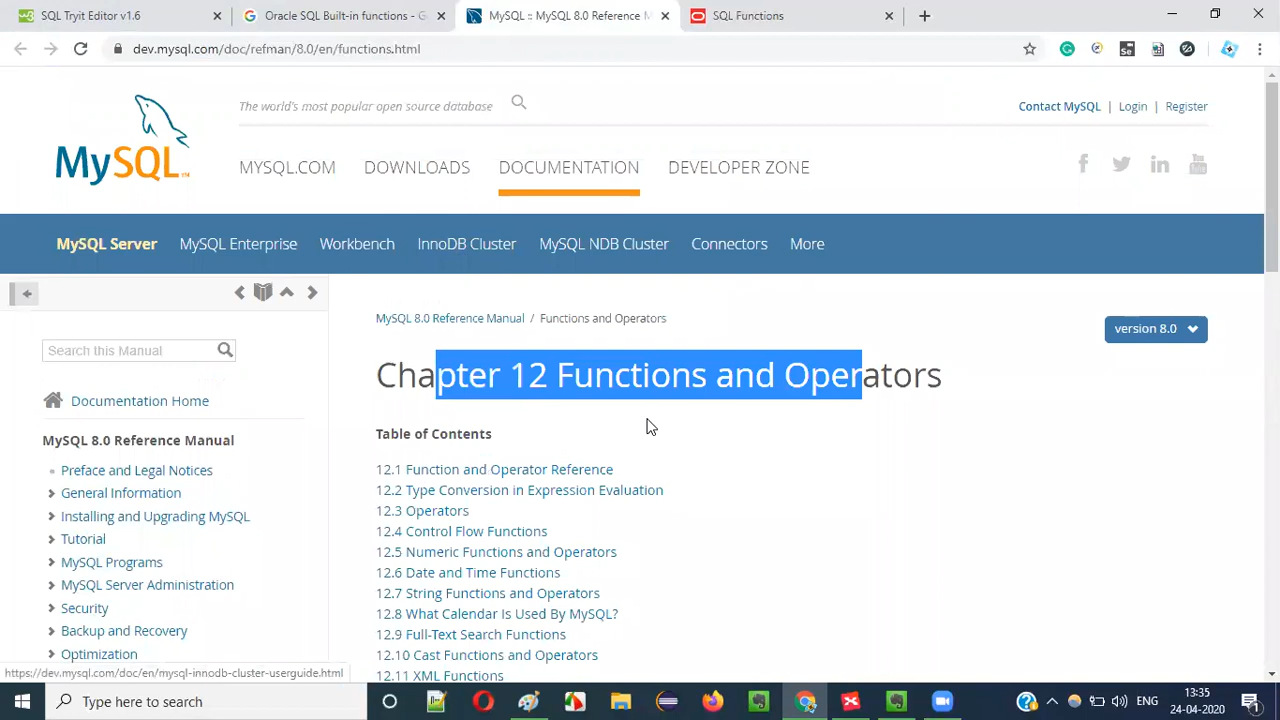 SQL Tryit Editor v1.6
Oracle SQL Built-in functions - G
MySQL :: MySQL 8.0 Reference M
SQL Functions
dev.mysql.com/doc/refman/8.0/en/functions.html
The world's most popular open source database
Contact MySQL | Login | Register
MySQL
MYSQL.COM
DOWNLOADS
DOCUMENTATION
DEVELOPER ZONE
MySQL Server
MySQL Enterprise
Workbench
InnoDB Cluster
MySQL NDB Cluster
Connectors
More
MySQL 8.0 Reference Manual / Functions and Operators
version 8.0
Search this Manual
Documentation Home
MySQL 8.0 Reference Manual
Preface and Legal Notices
General Information
Installing and Upgrading MySQL
Tutorial
MySQL Programs
MySQL Server Administration
Security
Backup and Recovery
Optimization
Chapter 12 Functions and Operators
Table of Contents
12.1 Function and Operator Reference
12.2 Type Conversion in Expression Evaluation
12.3 Operators
12.4 Control Flow Functions
12.5 Numeric Functions and Operators
12.6 Date and Time Functions
12.7 String Functions and Operators
12.8 What Calendar Is Used By MySQL?
12.9 Full-Text Search Functions
12.10 Cast Functions and Operators
12.11 XML Functions
https://dev.mysql.com/doc/en/mysql-innodb-cluster-userguide.html
Type here to search
ENG
13:35
24-04-2020